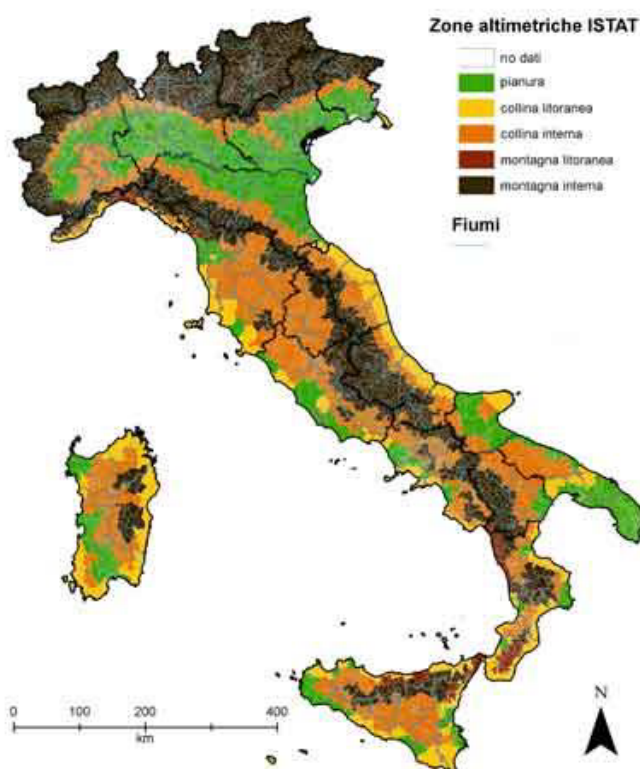 Zone altimetriche ISTAT
no dati
pianura
collina litoranea
collina interna
montagna litoranea
montagna interna
Fiumi
N
0 100 200 400
km